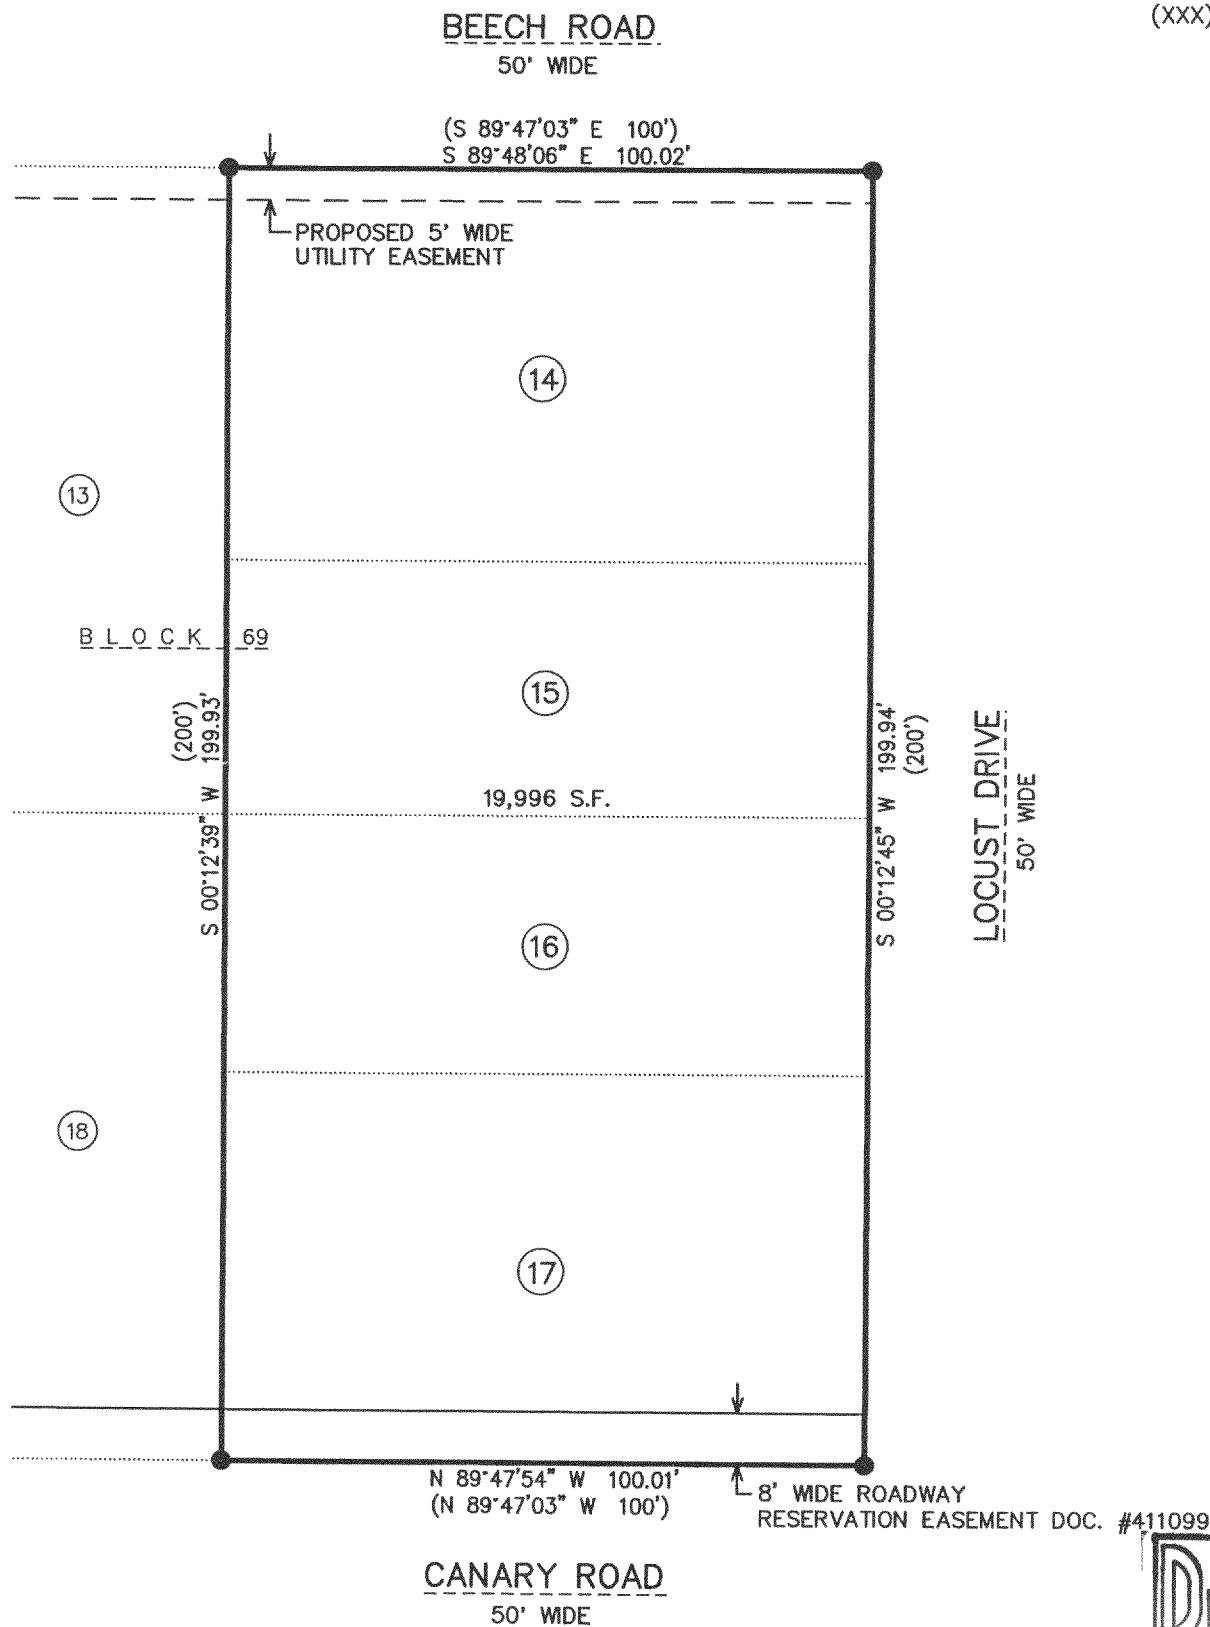 (XXX)
BEECH ROAD
50' WIDE
(S 89°47'03" E 100')
S 89°48'06" E 100.02'
PROPOSED 5' WIDE
UTILITY EASEMENT
14
13
BLOCK 69
15
(200')
S 00°12'39" W 199.93'
S 00°12'45" W 199.94'
(200')
LOCUST DRIVE
50' WIDE
19,996 S.F.
16
18
17
N 89°47'54" W 100.01'
(N 89°47'03" W 100')
8' WIDE ROADWAY
RESERVATION EASEMENT DOC. #411099
CANARY ROAD
50' WIDE
D